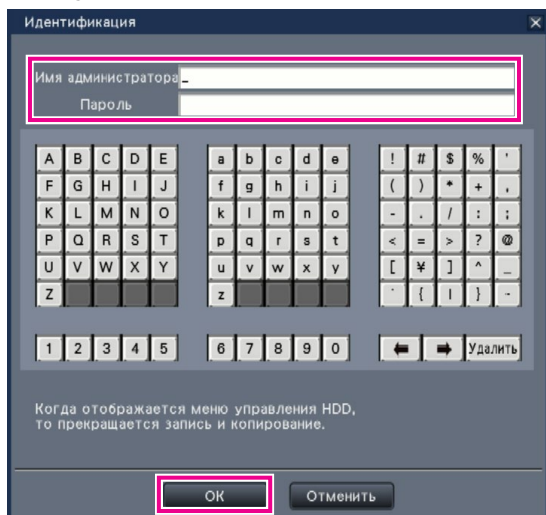 Идентификация
Имя администратора _
Пароль
A B C D E a b c d e ! # $ % '
F G H I J f g h i j ( ) * + ,
K L M N O k l m n o - . / : ;
P Q R S T p q r s t < = > ? @
U V W X Y u v w x y [ ¥ ] ^ _
Z z ` { | } ~
1 2 3 4 5 6 7 8 9 0 ← → Удалить
Когда отображается меню управления HDD,
то прекращается запись и копирование.
ОК Отменить